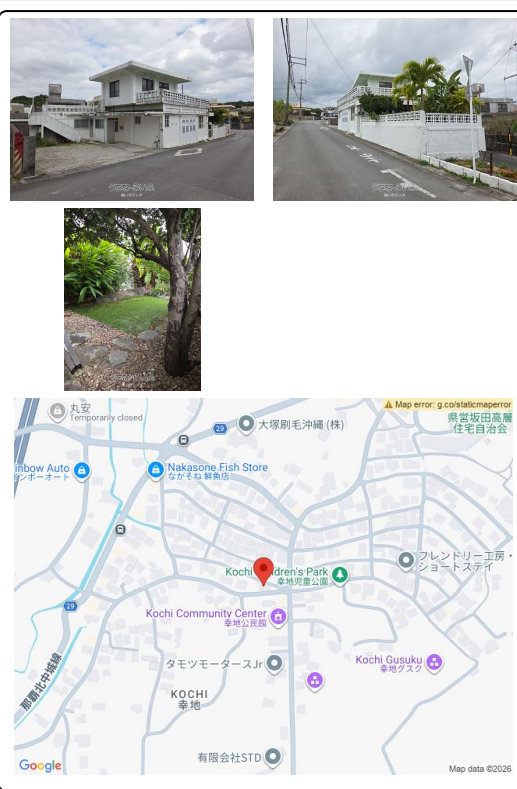 丸安
Temporarily closed
Map error: g.co/staticmaperror
県営坂田高層
住宅自治会
29
大塚刷毛沖縄 (株)
nbow Auto
ンボーオート
Nakasone Fish Store
なかそね 鮮魚店
フレンドリー工房・
ショートステイ
Kochi Children's Park
幸地児童公園
29
Kochi Community Center
幸地公民館
那覇北中城線
タモツモータースJr
Kochi Gusuku
幸地グスク
KOCHI
幸地
有限会社STD
Google
Map data ©2026